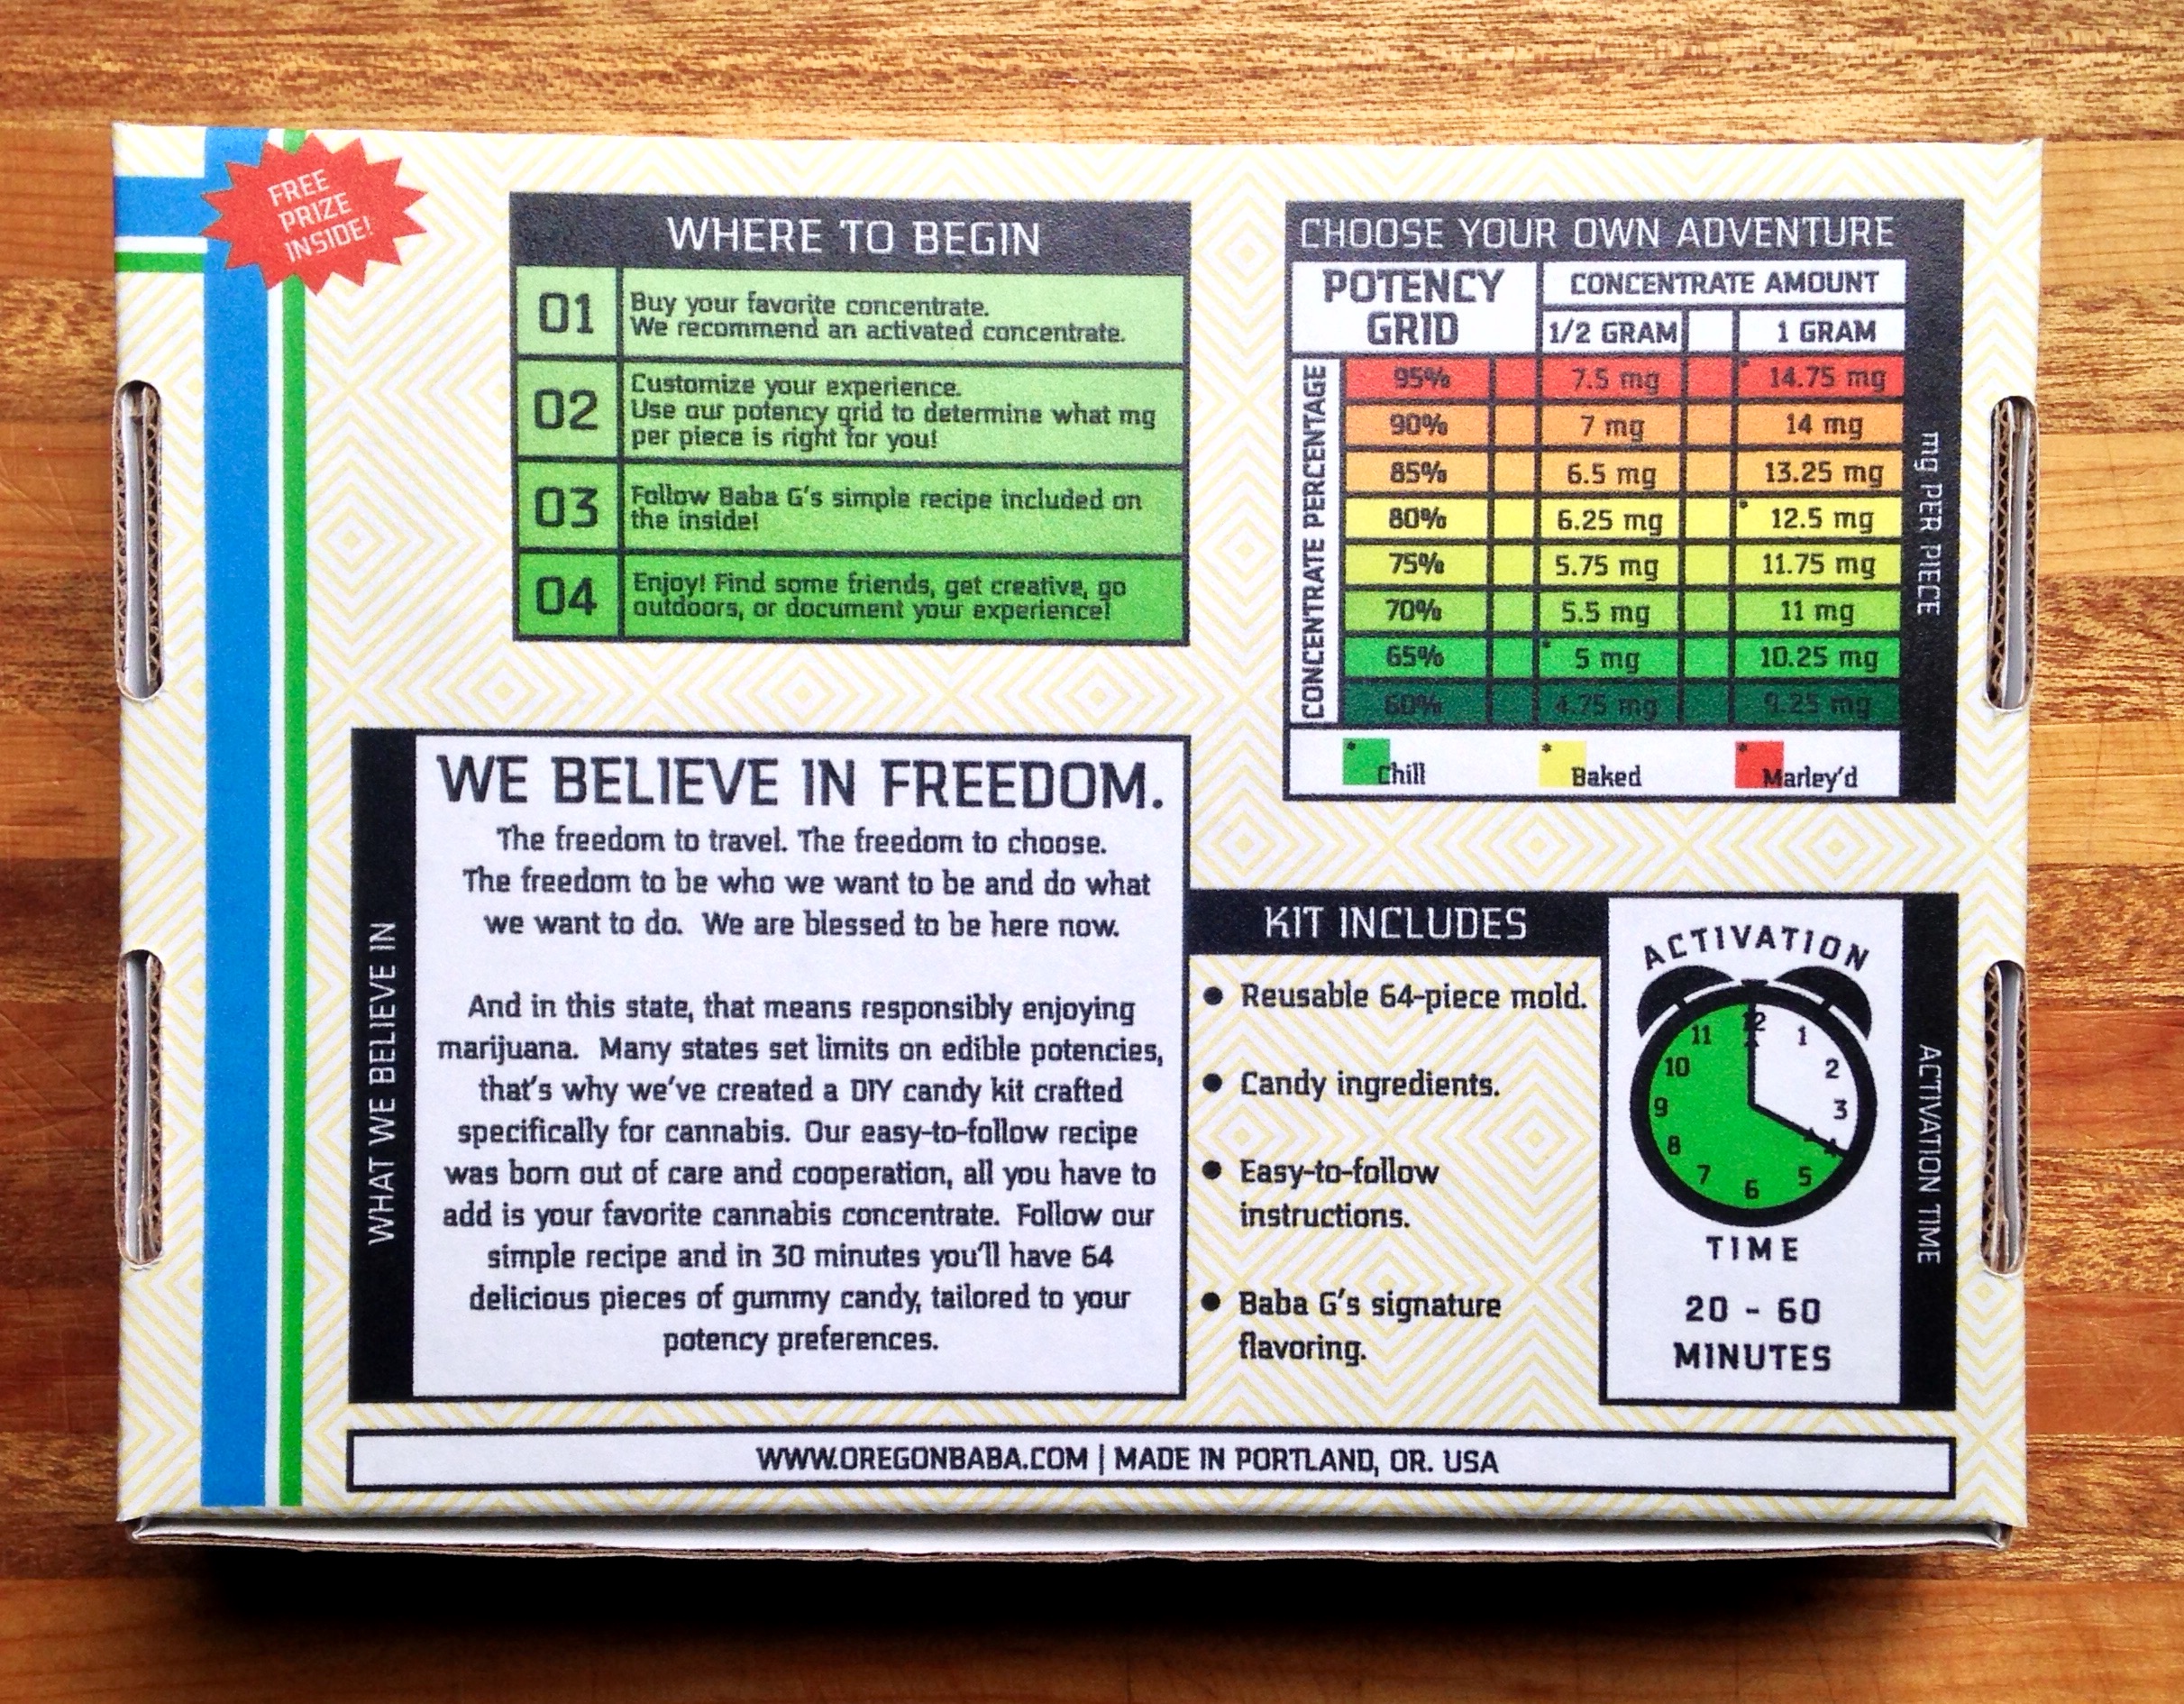 FREE
PRIZE
INSIDE!
WHERE TO BEGIN
01
Buy your favorite concentrate.
We recommend an activated concentrate.
02
Customize your experience.
Use our potency grid to determine what mg
per piece is right for you!
03
Follow Baba G's simple recipe included on
the inside!
04
Enjoy! Find some friends, get creative, go
outdoors, or document your experience!
CHOOSE YOUR OWN ADVENTURE
POTENCY
GRID
CONCENTRATE AMOUNT
1/2 GRAM 1 GRAM
CONCENTRATE PERCENTAGE
95% 7.5 mg * 14.75 mg
90% 7 mg 14 mg
85% 6.5 mg 13.25 mg
80% 6.25 mg * 12.5 mg
75% 5.75 mg 11.75 mg
70% 5.5 mg 11 mg
65% * 5 mg 10.25 mg
60% 4.75 mg 9.25 mg
mg PER PIECE
* Chill * Baked * Marley'd
WHAT WE BELIEVE IN
WE BELIEVE IN FREEDOM.
The freedom to travel. The freedom to choose.
The freedom to be who we want to be and do what
we want to do. We are blessed to be here now.
And in this state, that means responsibly enjoying
marijuana. Many states set limits on edible potencies,
that's why we've created a DIY candy kit crafted
specifically for cannabis. Our easy-to-follow recipe
was born out of care and cooperation, all you have to
add is your favorite cannabis concentrate. Follow our
simple recipe and in 30 minutes you'll have 64
delicious pieces of gummy candy, tailored to your
potency preferences.
KIT INCLUDES
• Reusable 64-piece mold.
• Candy ingredients.
• Easy-to-follow
instructions.
• Baba G's signature
flavoring.
ACTIVATION
12
11 1
10 2
9 3
8 4
7 5
6
TIME
20 - 60
MINUTES
ACTIVATION TIME
WWW.OREGONBABA.COM | MADE IN PORTLAND, OR. USA